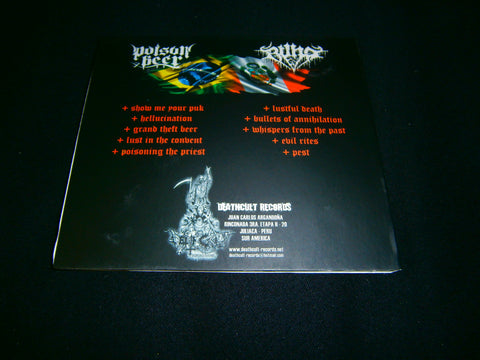 Poison Beer
+ show me your puk
+ hellucination
+ grand theft beer
+ lust in the convent
+ poisoning the priest
+ lustful death
+ bullets of annihilation
+ whispers from the past
+ evil rites
+ pest
DEATHCULT RECORDS
JUAN CARLOS ARGANDOÑA
RINCONADA 3RA. ETAPA H - 20
JULIACA - PERU
SUR AMERICA
www.deathcult-records.net
deathcult-records@hotmail.com